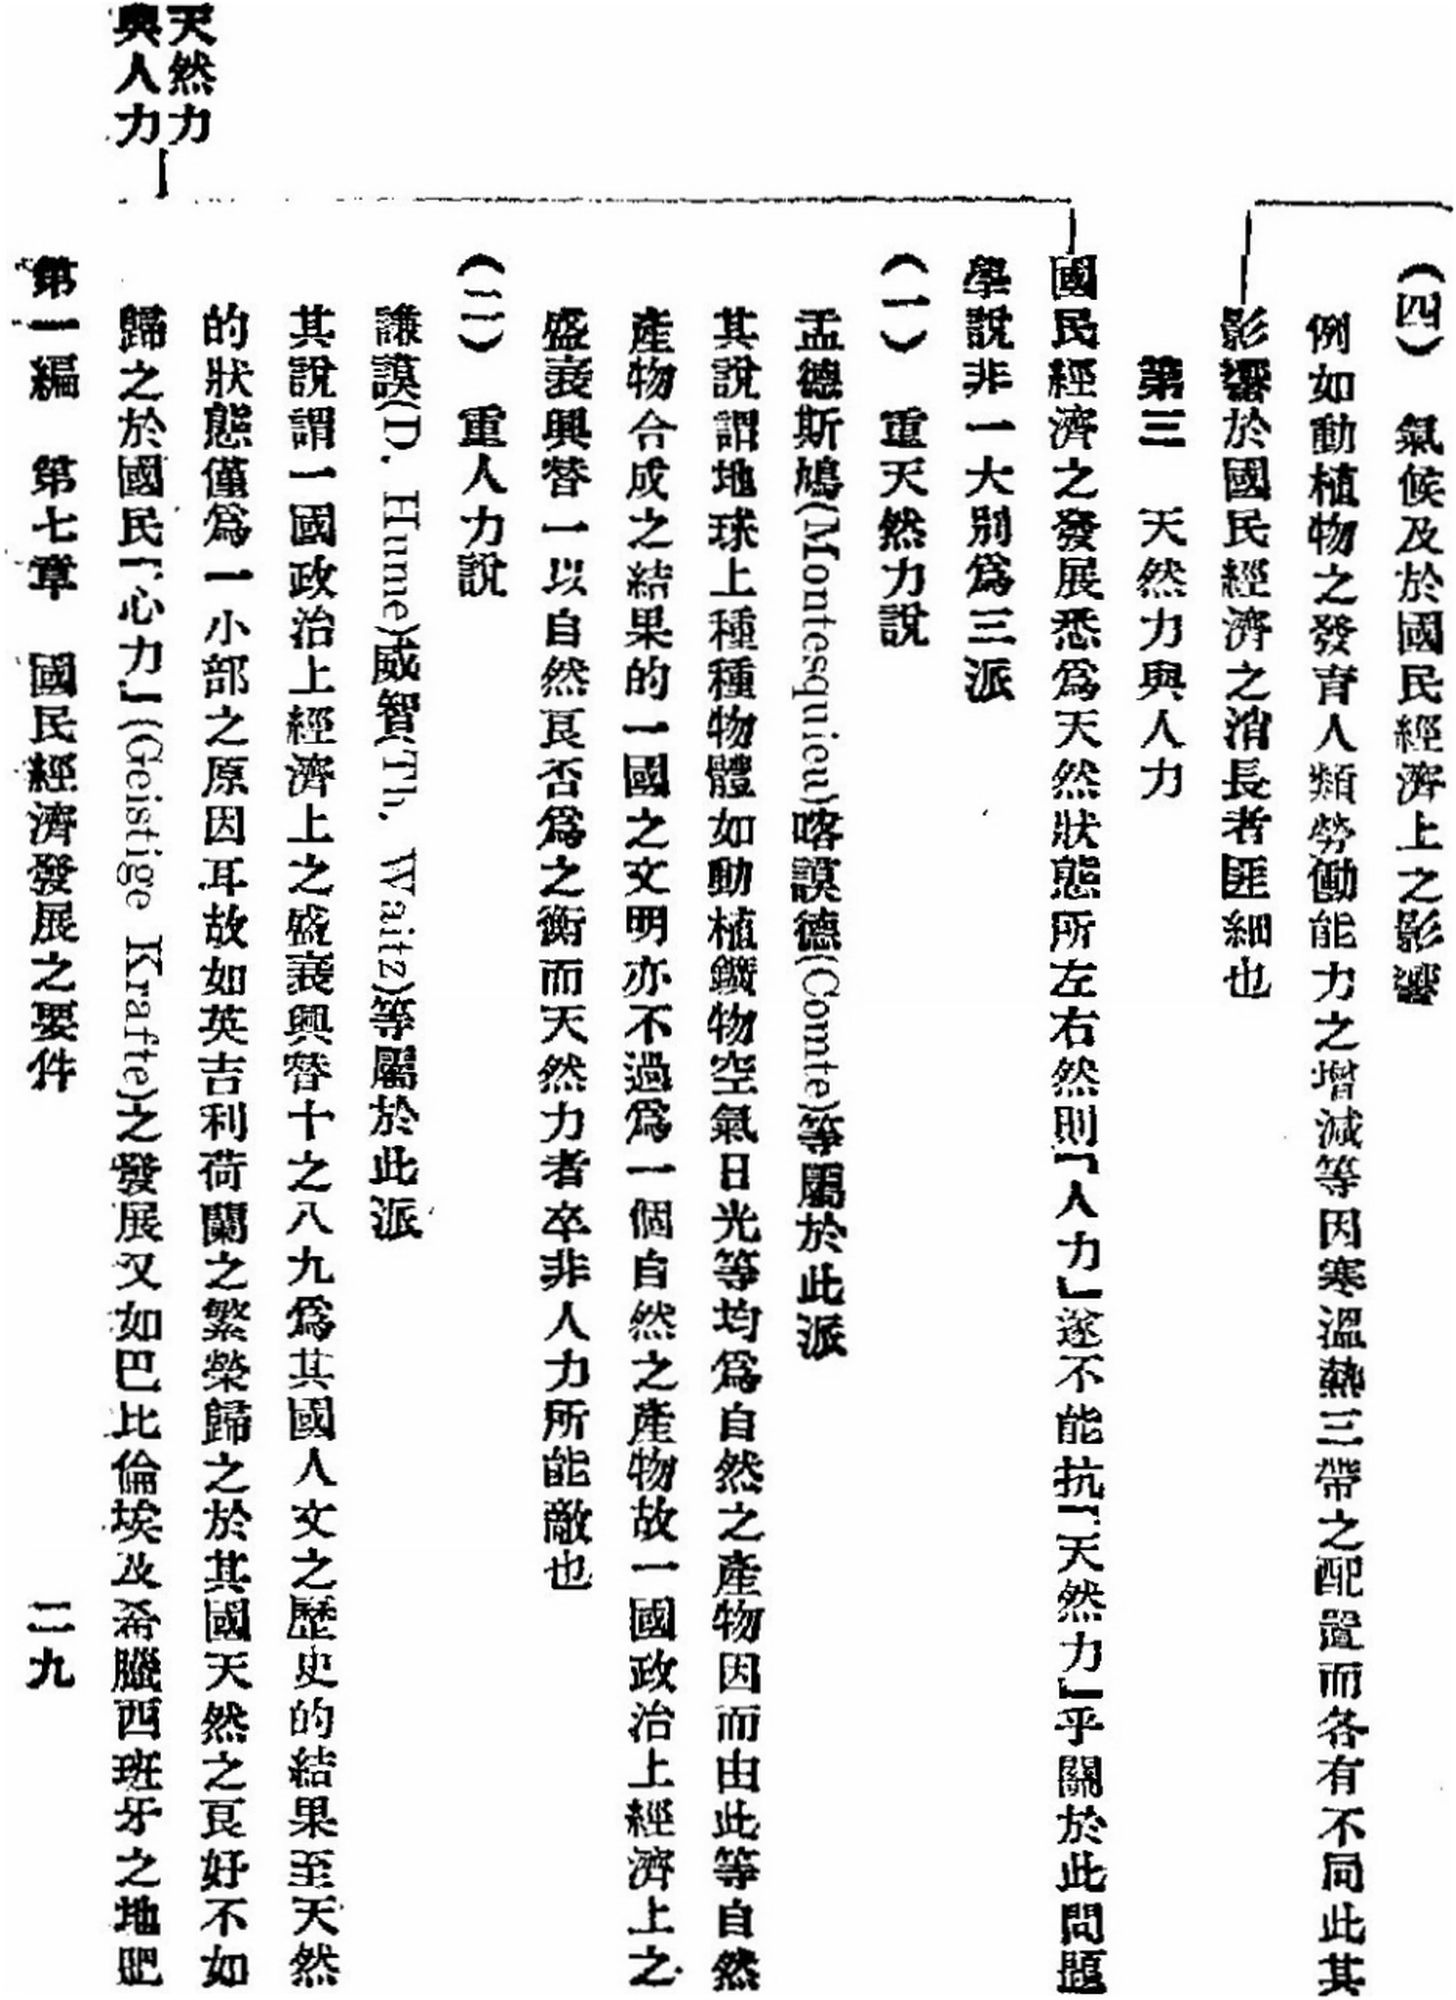 （四）　氣候及於國民經濟上之影響
例如動植物之發育人類勞働能力之增減等因寒溫熱三帶之配置而各有不同此其
影響於國民經濟之消長者匪細也
第三　天然力與人力
國民經濟之發展悉爲天然狀態所左右然則「人力」遂不能抗「天然力」乎關於此問題
學說非一大別爲三派
（一）　重天然力說
孟德斯鳩(Montesquieu)喀謨德(Comte)等屬於此派
其說謂地球上種種物體如動植鑛物空氣日光等均爲自然之產物因而由此等自然
產物合成之結果的一國之文明亦不過爲一個自然之產物故一國政治上經濟上之
盛衰興替一以自然良否爲之衡而天然力者卒非人力所能敵也
（二）　重人力說
謙謨(D. Hume)威智(Th. Waitz)等屬於此派
其說謂一國政治上經濟上之盛衰興替十之八九爲其國人文之歷史的結果至天然
的狀態僅爲一小部之原因耳故如英吉利荷蘭之繁榮歸之於其國天然之良好不如
歸之於國民「心力」(Geistige Krafte)之發展又如巴比倫埃及希臘西班牙之地肥
天然力
與人力
第一編　第七章　國民經濟發展之要件　二九